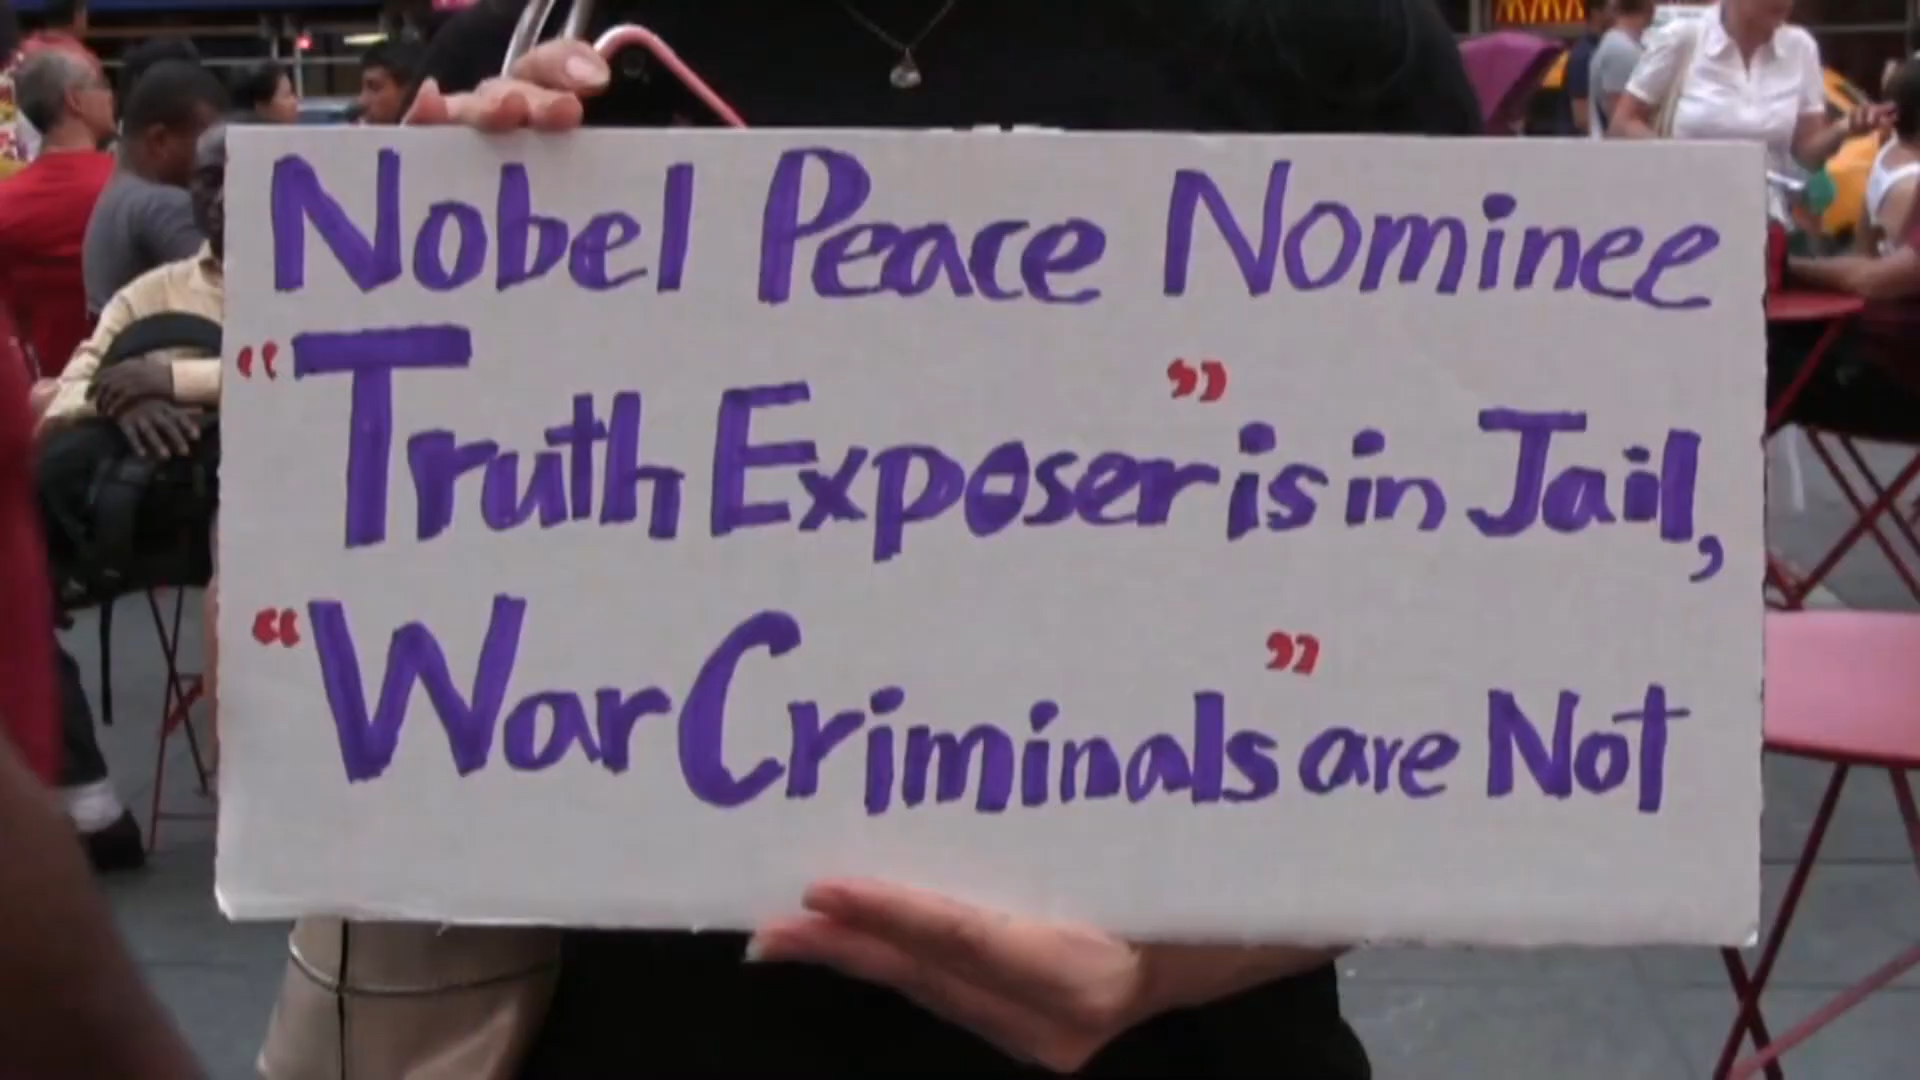 Nobel Peace Nominee
“Truth Exposer” is in Jail,
“War Criminals” are Not